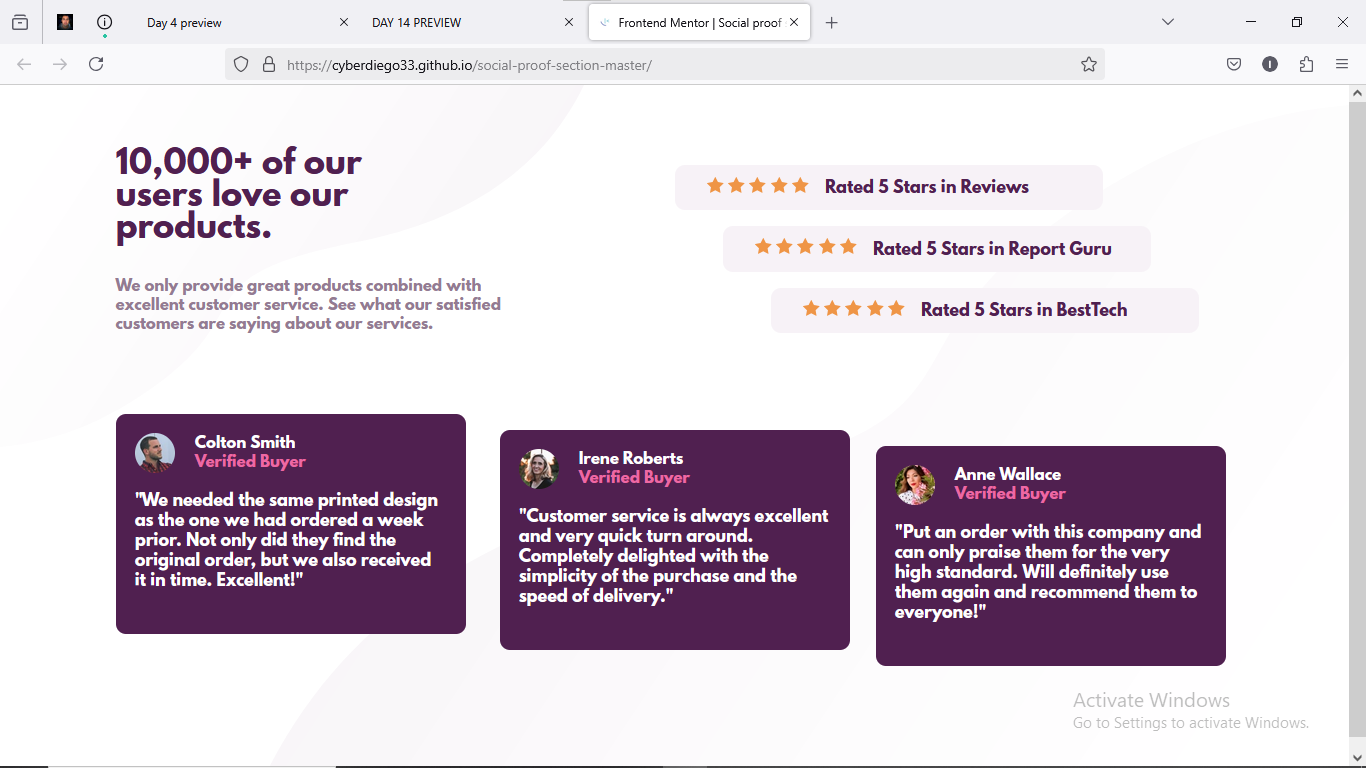 Day 4 preview
DAY 14 PREVIEW
Frontend Mentor | Social proof
https://cyberdiego33.github.io/social-proof-section-master/
10,000+ of our
users love our
products.
We only provide great products combined with
excellent customer service. See what our satisfied
customers are saying about our services.
Rated 5 Stars in Reviews
Rated 5 Stars in Report Guru
Rated 5 Stars in BestTech
Colton Smith
Verified Buyer
"We needed the same printed design
as the one we had ordered a week
prior. Not only did they find the
original order, but we also received
it in time. Excellent!"
Irene Roberts
Verified Buyer
"Customer service is always excellent
and very quick turn around.
Completely delighted with the
simplicity of the purchase and the
speed of delivery."
Anne Wallace
Verified Buyer
"Put an order with this company and
can only praise them for the very
high standard. Will definitely use
them again and recommend them to
everyone!"
Activate Windows
Go to Settings to activate Windows.